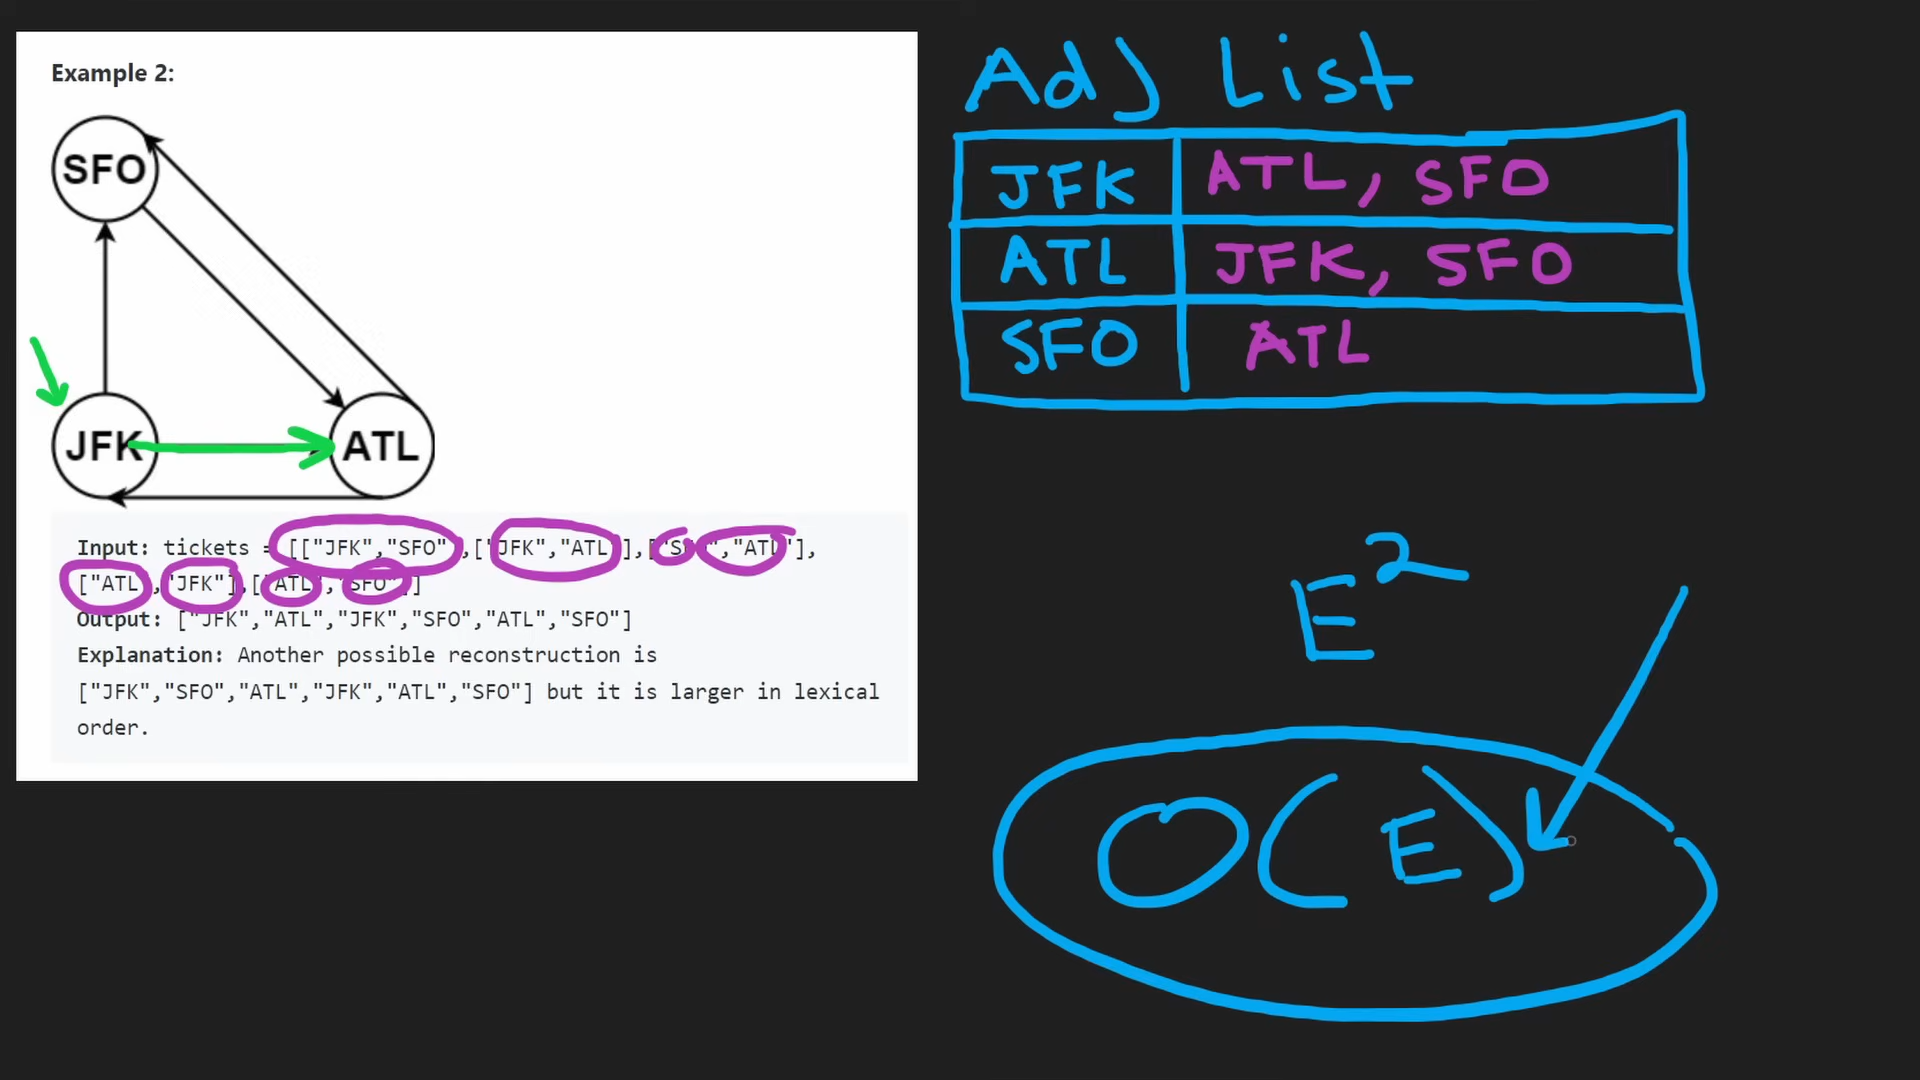 Example 2:
SFO
JFK
ATL
Input: tickets = [["JFK","SFO"],["JFK","ATL"],["SFO","ATL"],
["ATL","JFK"],["ATL","SFO"]]
Output: ["JFK","ATL","JFK","SFO","ATL","SFO"]
Explanation: Another possible reconstruction is
["JFK","SFO","ATL","JFK","ATL","SFO"] but it is larger in lexical
order.
Adj List
JFK ATL, SFO
ATL JFK, SFO
SFO ATL
E²
O(E)